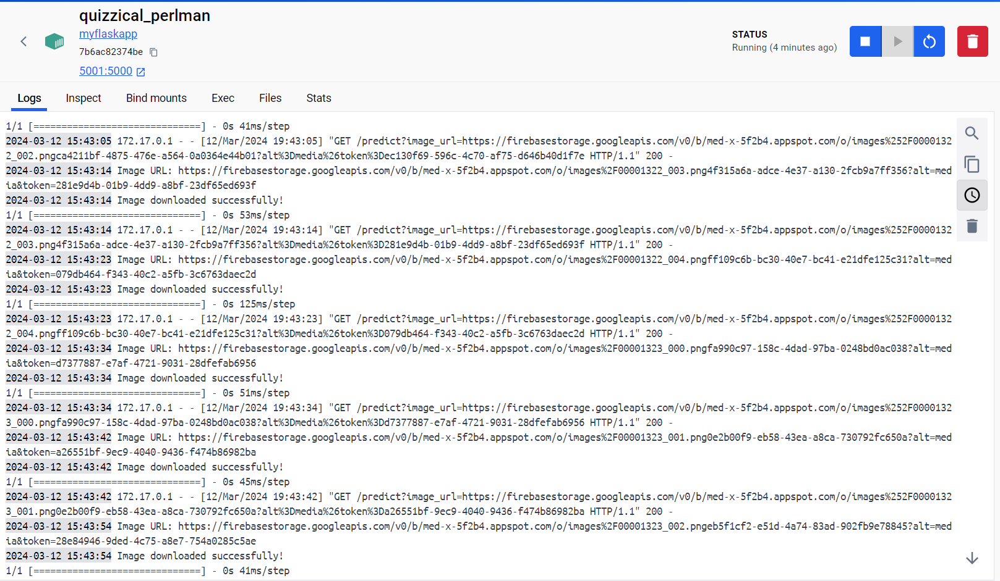 quizzical_perlman
myflaskapp
7b6ac82374be
5001:5000
STATUS
Running (4 minutes ago)
Logs Inspect Bind mounts Exec Files Stats
1/1 [==============================] - 0s 41ms/step
2024-03-12 15:43:05 172.17.0.1 - - [12/Mar/2024 19:43:05] "GET /predict?image_url=https://firebasestorage.googleapis.com/v0/b/med-x-5f2b4.appspot.com/o/images%252F0000132
2_002.pngca4211bf-4875-476e-a564-0a0364e44b01?alt%3Dmedia%26token%3Dec130f69-596c-4c70-af75-d646b40d1f7e HTTP/1.1" 200 -
2024-03-12 15:43:14 Image URL: https://firebasestorage.googleapis.com/v0/b/med-x-5f2b4.appspot.com/o/images%2F00001322_003.png4f315a6a-adce-4e37-a130-2fcb9a7ff356?alt=med
ia&token=281e9d4b-01b9-4dd9-a8bf-23df65ed693f
2024-03-12 15:43:14 Image downloaded successfully!
1/1 [==============================] - 0s 53ms/step
2024-03-12 15:43:14 172.17.0.1 - - [12/Mar/2024 19:43:14] "GET /predict?image_url=https://firebasestorage.googleapis.com/v0/b/med-x-5f2b4.appspot.com/o/images%252F0000132
2_003.png4f315a6a-adce-4e37-a130-2fcb9a7ff356?alt%3Dmedia%26token%3D281e9d4b-01b9-4dd9-a8bf-23df65ed693f HTTP/1.1" 200 -
2024-03-12 15:43:23 Image URL: https://firebasestorage.googleapis.com/v0/b/med-x-5f2b4.appspot.com/o/images%2F00001322_004.pngff109c6b-bc30-40e7-bc41-e21dfe125c31?alt=med
ia&token=079db464-f343-40c2-a5fb-3c6763daec2d
2024-03-12 15:43:23 Image downloaded successfully!
1/1 [==============================] - 0s 125ms/step
2024-03-12 15:43:23 172.17.0.1 - - [12/Mar/2024 19:43:23] "GET /predict?image_url=https://firebasestorage.googleapis.com/v0/b/med-x-5f2b4.appspot.com/o/images%252F0000132
2_004.pngff109c6b-bc30-40e7-bc41-e21dfe125c31?alt%3Dmedia%26token%3D079db464-f343-40c2-a5fb-3c6763daec2d HTTP/1.1" 200 -
2024-03-12 15:43:34 Image URL: https://firebasestorage.googleapis.com/v0/b/med-x-5f2b4.appspot.com/o/images%2F00001323_000.pngfa990c97-158c-4dad-97ba-0248bd0ac038?alt=med
ia&token=d7377887-e7af-4721-9031-28dfefab6956
2024-03-12 15:43:34 Image downloaded successfully!
1/1 [==============================] - 0s 51ms/step
2024-03-12 15:43:34 172.17.0.1 - - [12/Mar/2024 19:43:34] "GET /predict?image_url=https://firebasestorage.googleapis.com/v0/b/med-x-5f2b4.appspot.com/o/images%252F0000132
3_000.pngfa990c97-158c-4dad-97ba-0248bd0ac038?alt%3Dmedia%26token%3Dd7377887-e7af-4721-9031-28dfefab6956 HTTP/1.1" 200 -
2024-03-12 15:43:42 Image URL: https://firebasestorage.googleapis.com/v0/b/med-x-5f2b4.appspot.com/o/images%2F00001323_001.png0e2b00f9-eb58-43ea-a8ca-730792fc650a?alt=med
ia&token=a26551bf-9ec9-4040-9436-f474b86982ba
2024-03-12 15:43:42 Image downloaded successfully!
1/1 [==============================] - 0s 45ms/step
2024-03-12 15:43:42 172.17.0.1 - - [12/Mar/2024 19:43:42] "GET /predict?image_url=https://firebasestorage.googleapis.com/v0/b/med-x-5f2b4.appspot.com/o/images%252F0000132
3_001.png0e2b00f9-eb58-43ea-a8ca-730792fc650a?alt%3Dmedia%26token%3Da26551bf-9ec9-4040-9436-f474b86982ba HTTP/1.1" 200 -
2024-03-12 15:43:54 Image URL: https://firebasestorage.googleapis.com/v0/b/med-x-5f2b4.appspot.com/o/images%2F00001323_002.pngeb5f1cf2-e51d-4a74-83ad-902fb9e78845?alt=med
ia&token=28e84946-9ded-4c75-a8e7-754a0285c5ae
2024-03-12 15:43:54 Image downloaded successfully!
1/1 [==============================] - 0s 41ms/step